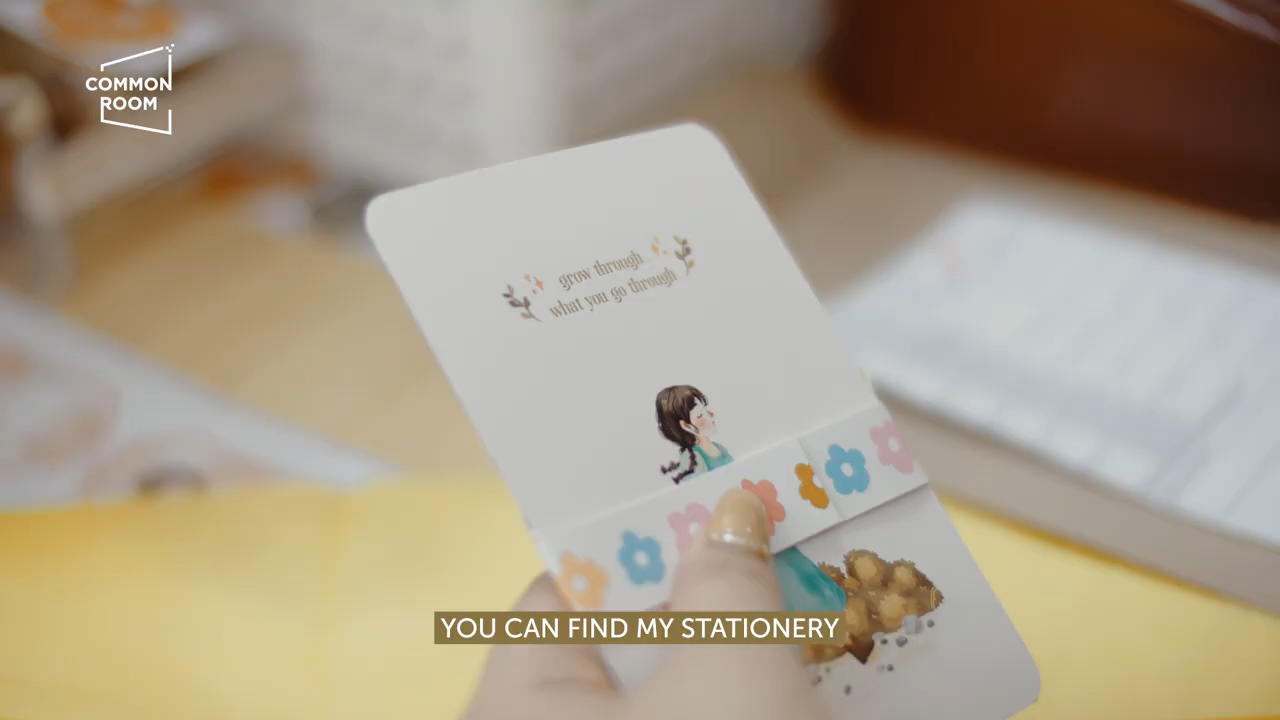 COMMON
ROOM
grow through
what you go through
YOU CAN FIND MY STATIONERY